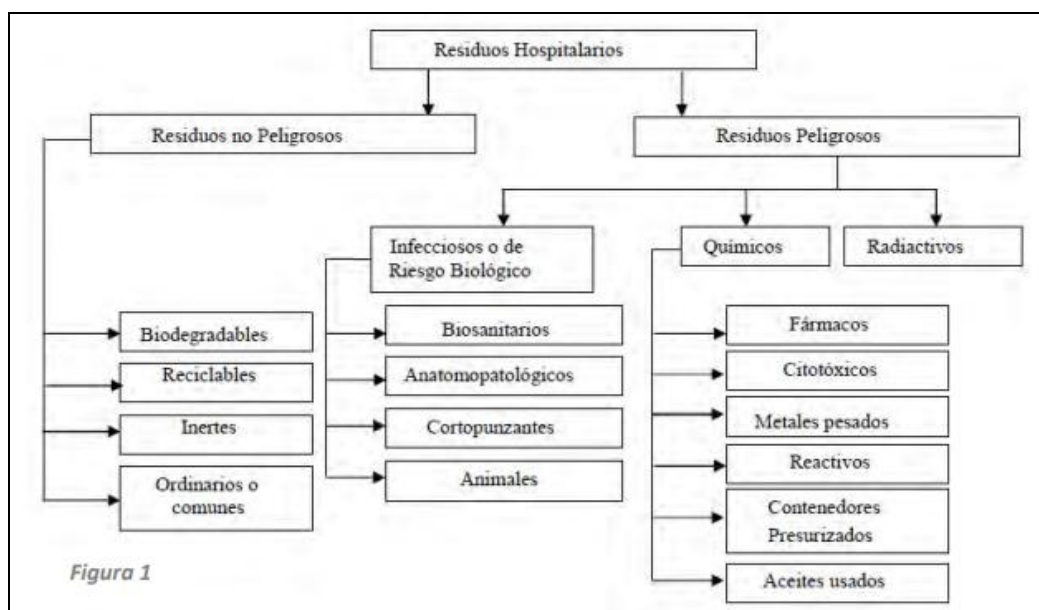 Residuos Hospitalarios
Residuos no Peligrosos
Residuos Peligrosos
Infecciosos o de
Riesgo Biológico
Químicos
Radiactivos
Biodegradables
Reciclables
Inertes
Ordinarios o
comunes
Biosanitarios
Anatomopatológicos
Cortopunzantes
Animales
Fármacos
Citotóxicos
Metales pesados
Reactivos
Contenedores
Presurizados
Aceites usados
Figura 1